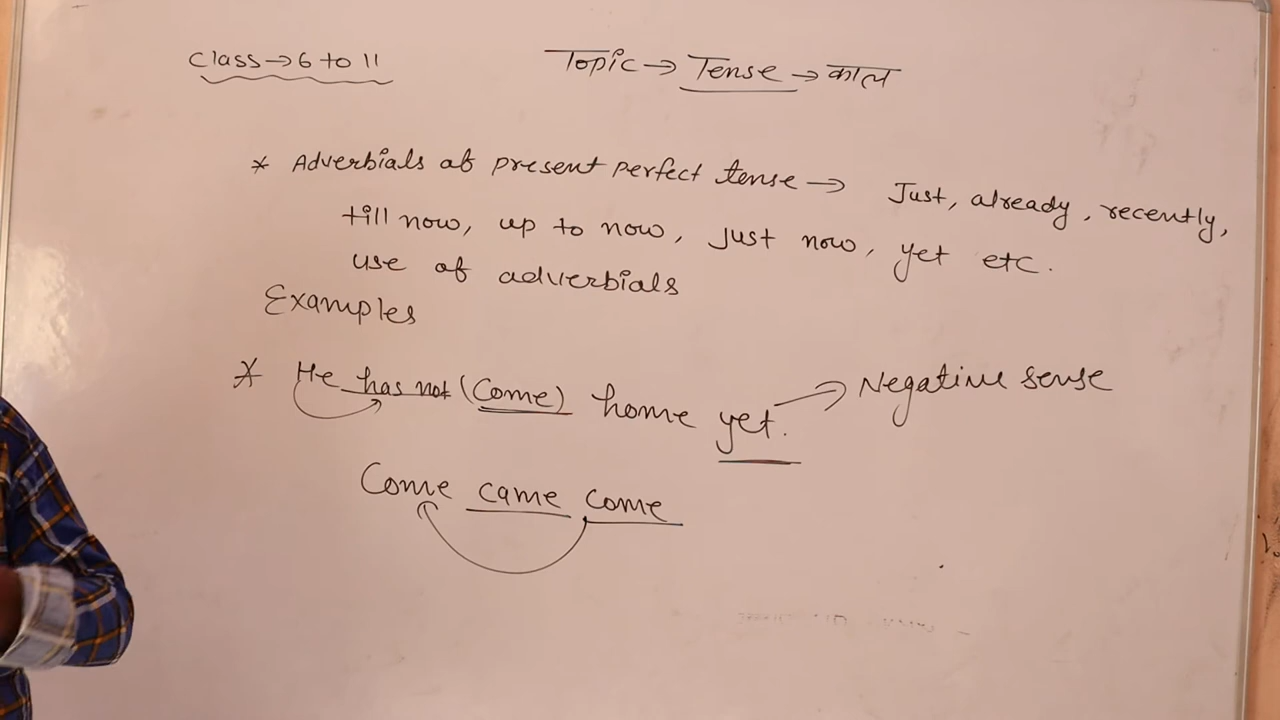 Class→6 to 11
Topic→ Tense → काल
* Adverbials of present perfect tense → Just, already, recently,
till now, up to now, Just now, yet etc.
use of adverbials
Examples
* He has not (Come) home yet. → Negative sense
Come came come